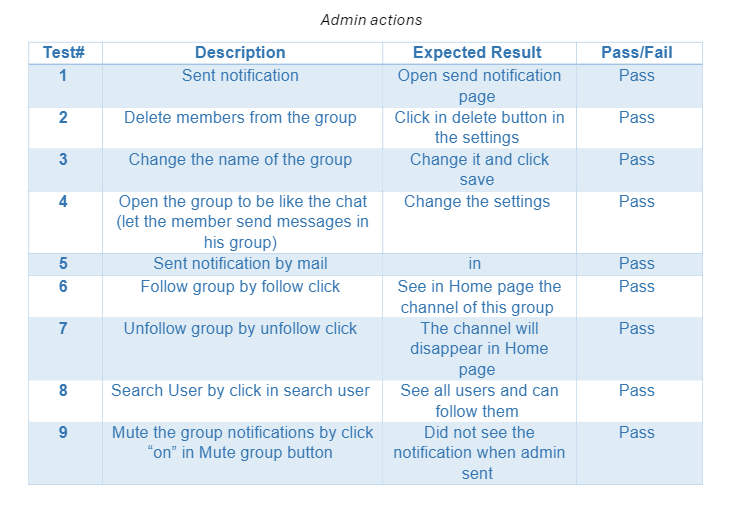 Admin actions
Test# Description Expected Result Pass/Fail
1 Sent notification Open send notification Pass
page
2 Delete members from the group Click in delete button in Pass
the settings
3 Change the name of the group Change it and click Pass
save
4 Open the group to be like the chat Change the settings Pass
(let the member send messages in
his group)
5 Sent notification by mail in Pass
6 Follow group by follow click See in Home page the Pass
channel of this group
7 Unfollow group by unfollow click The channel will Pass
disappear in Home
page
8 Search User by click in search user See all users and can Pass
follow them
9 Mute the group notifications by click Did not see the Pass
“on” in Mute group button notification when admin
sent